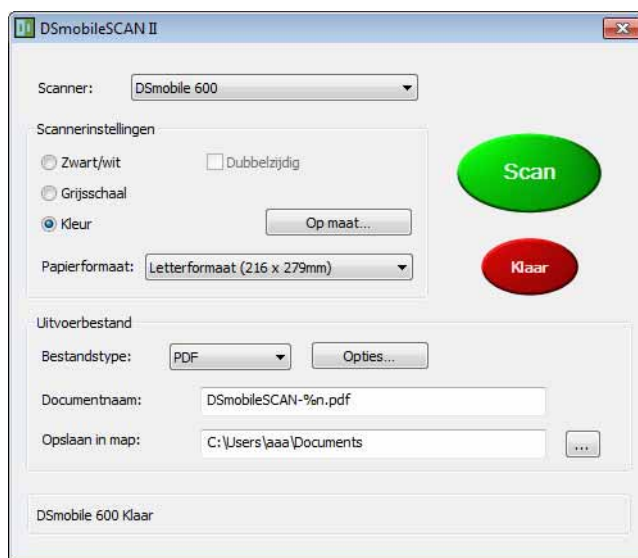 DSmobileSCAN II
Scanner: DSmobile 600
Scannerinstellingen
Zwart/wit Dubbelzijdig
Grijsschaal
Kleur Op maat...
Papierformaat: Letterformaat (216 x 279mm)
Scan
Klaar
Uitvoerbestand
Bestandstype: PDF Opties...
Documentnaam: DSmobileSCAN-%n.pdf
Opslaan in map: C:\Users\aaa\Documents ...
DSmobile 600 Klaar